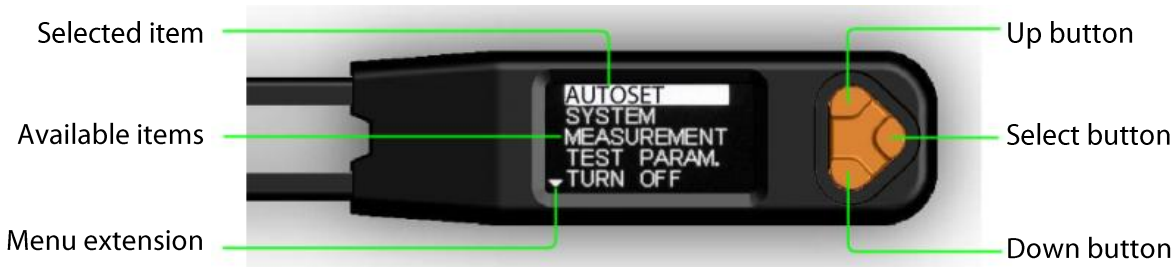 Selected item
Up button
AUTOSET
SYSTEM
Available items
MEASUREMENT
Select button
TEST PARAM.
TURN OFF
Menu extension
Down button